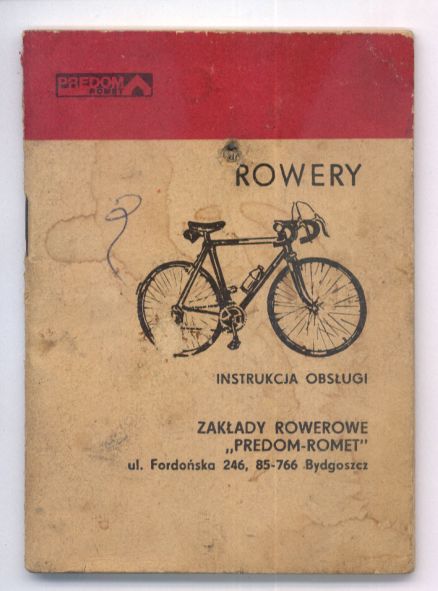 PREDOM
ROMET
ROWERY
INSTRUKCJA OBSŁUGI
ZAKŁADY ROWEROWE
„PREDOM-ROMET"
ul. Fordońska 246, 85-766 Bydgoszcz